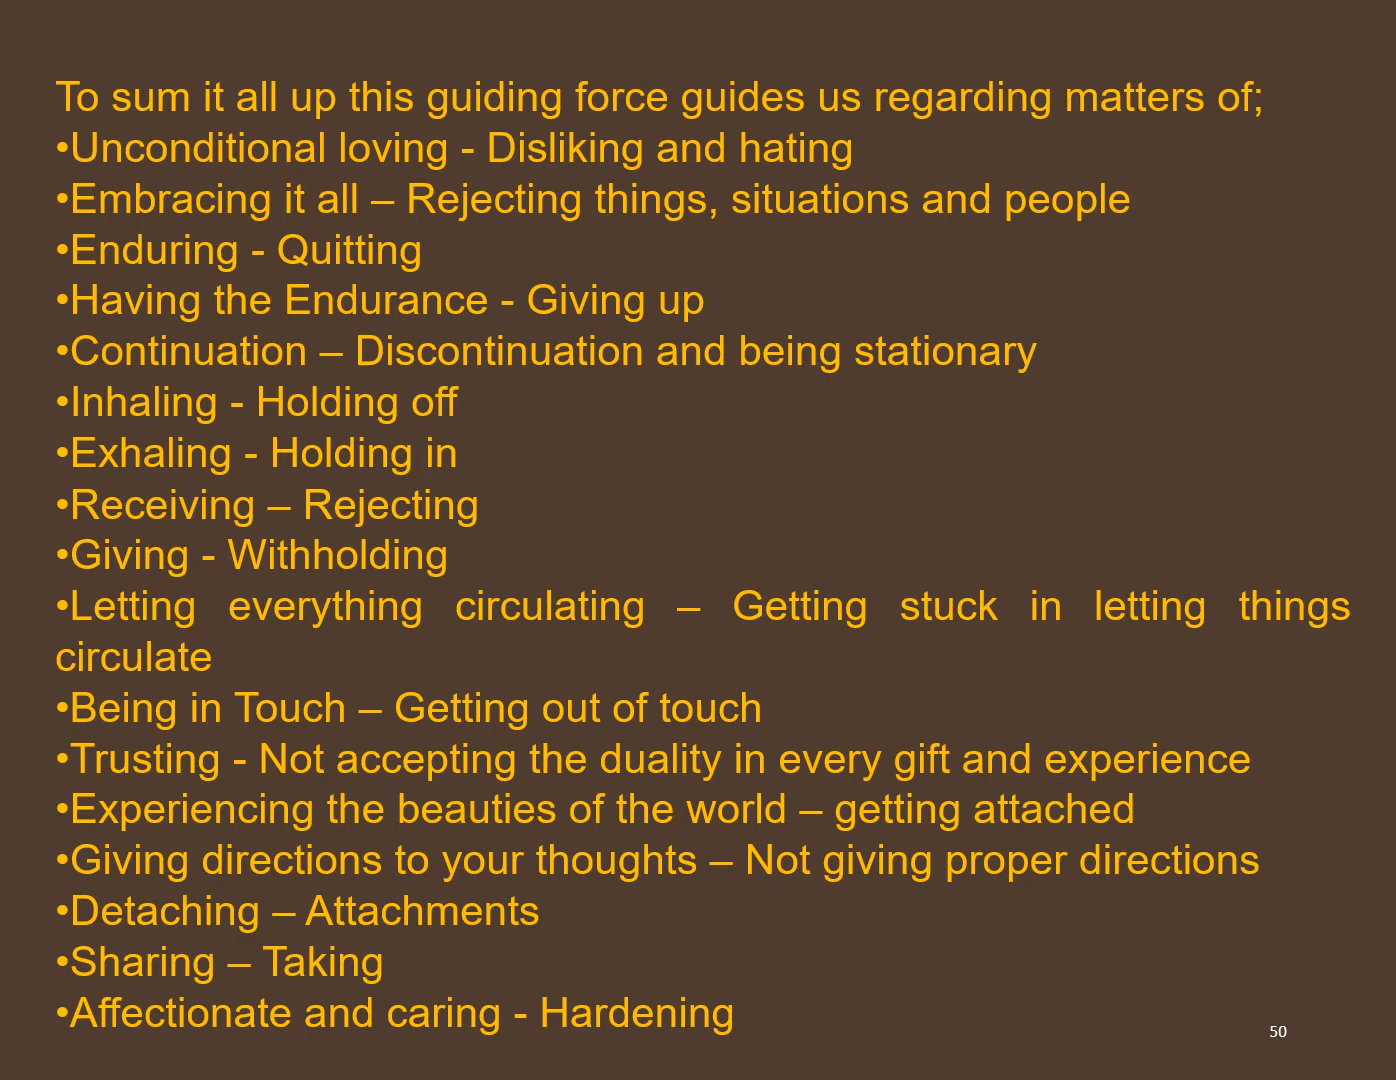 To sum it all up this guiding force guides us regarding matters of;
•Unconditional loving - Disliking and hating
•Embracing it all – Rejecting things, situations and people
•Enduring - Quitting
•Having the Endurance - Giving up
•Continuation – Discontinuation and being stationary
•Inhaling - Holding off
•Exhaling - Holding in
•Receiving – Rejecting
•Giving - Withholding
•Letting everything circulating – Getting stuck in letting things
circulate
•Being in Touch – Getting out of touch
•Trusting - Not accepting the duality in every gift and experience
•Experiencing the beauties of the world – getting attached
•Giving directions to your thoughts – Not giving proper directions
•Detaching – Attachments
•Sharing – Taking
•Affectionate and caring - Hardening
50